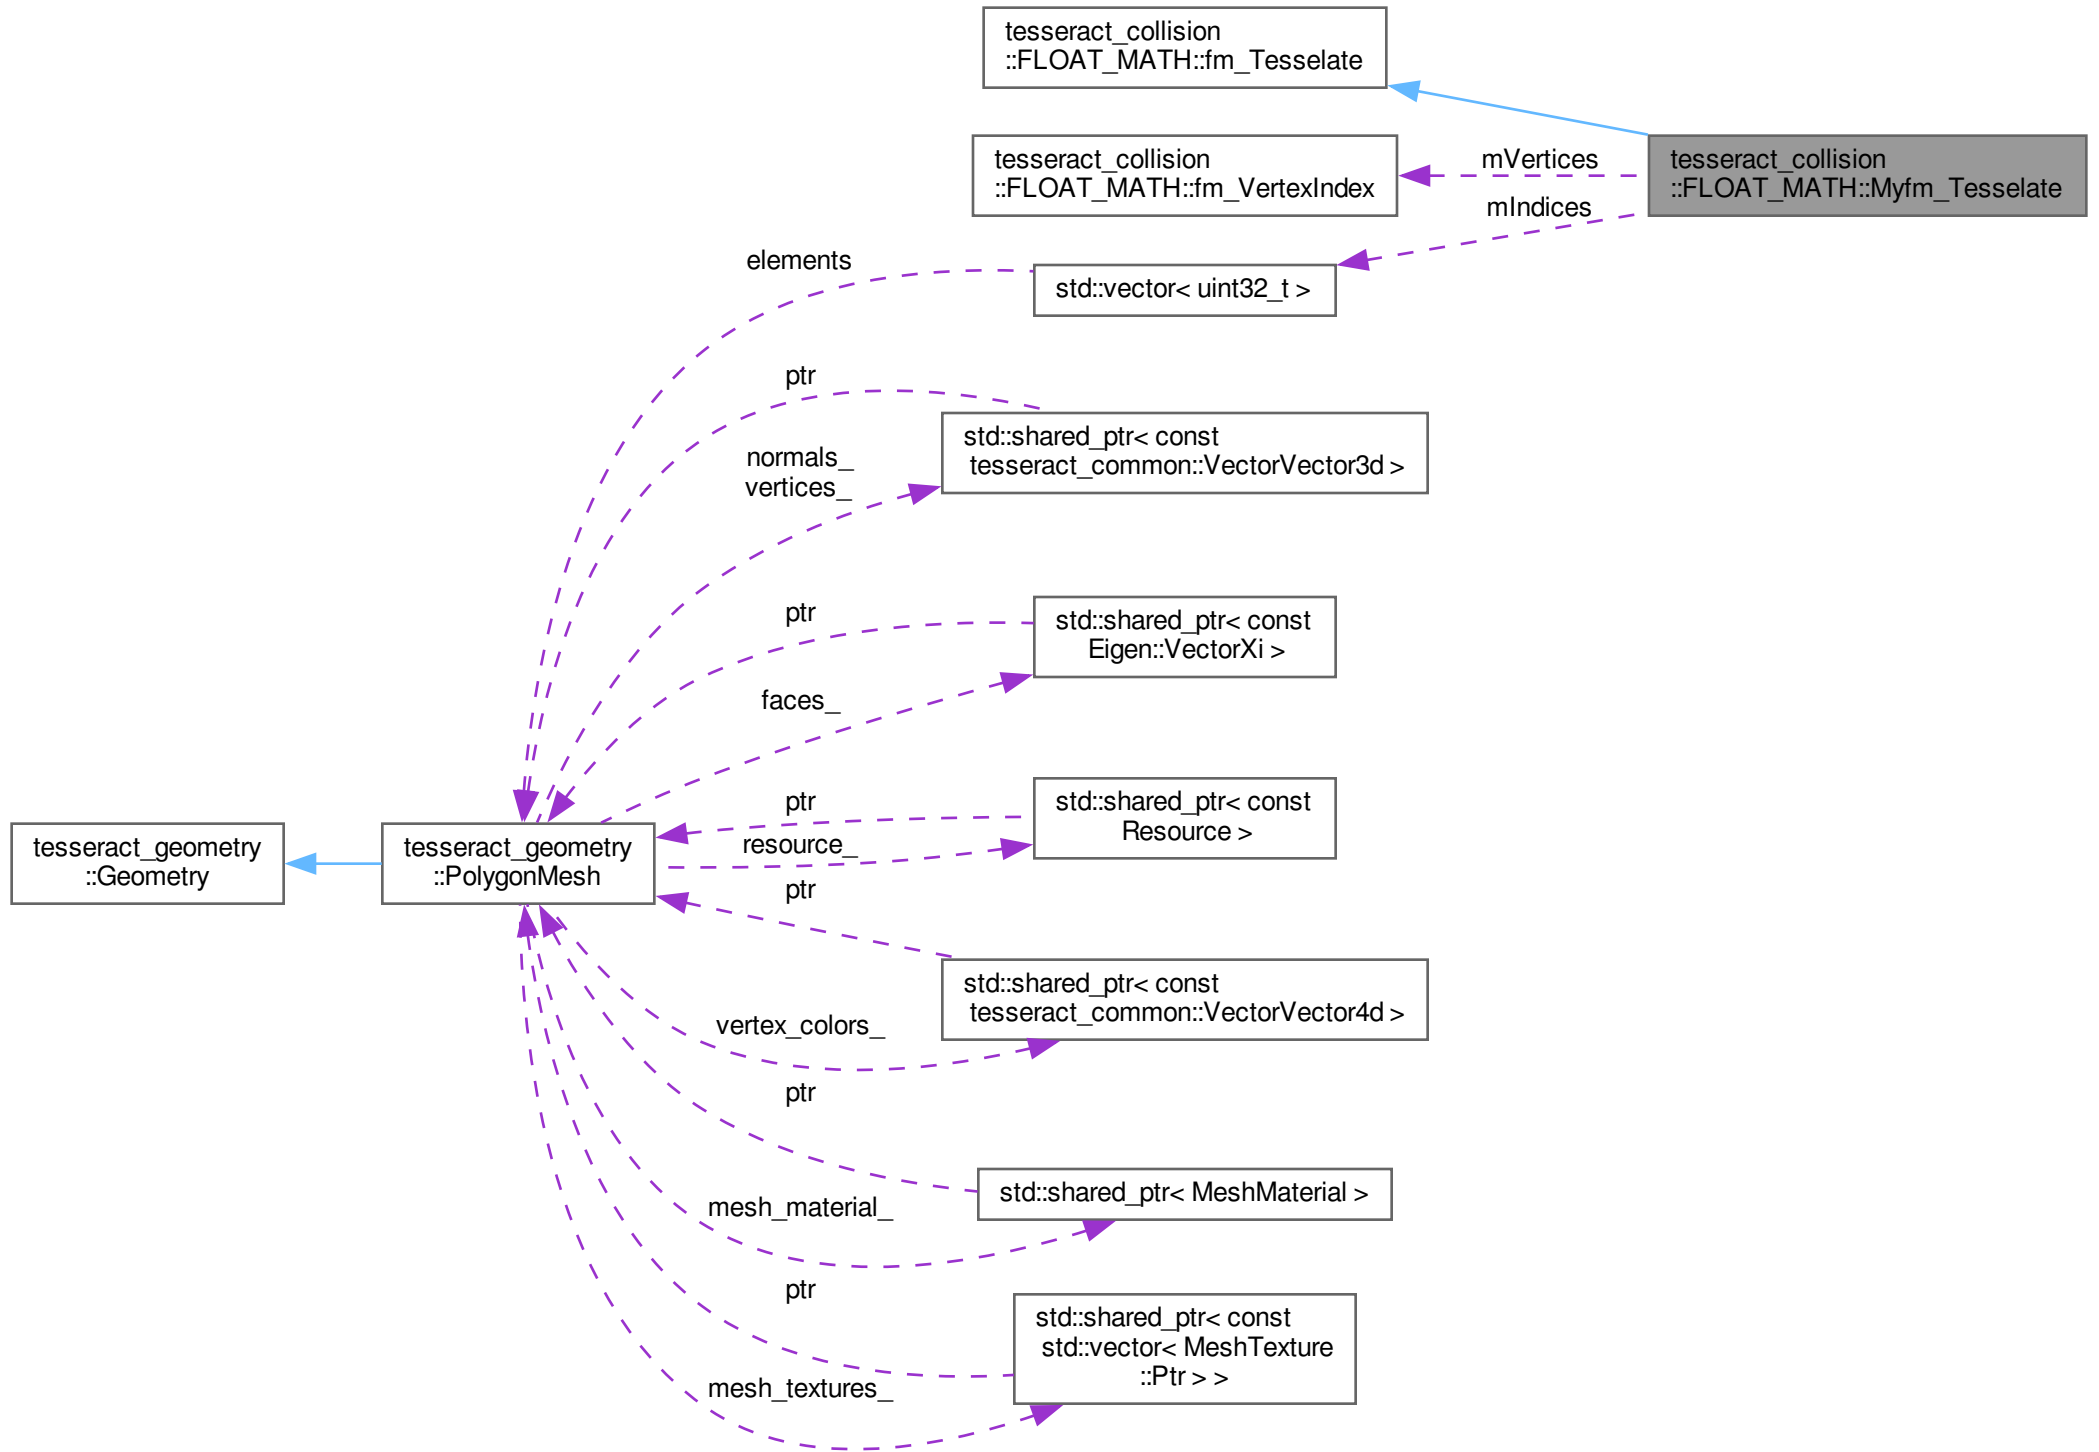 tesseract_collision
::FLOAT_MATH::fm_Tesselate
tesseract_collision
::FLOAT_MATH::fm_VertexIndex
mVertices
tesseract_collision
::FLOAT_MATH::Myfm_Tesselate
mIndices
elements
std::vector< uint32_t >
ptr
std::shared_ptr< const
tesseract_common::VectorVector3d >
normals_
vertices_
ptr
std::shared_ptr< const
Eigen::VectorXi >
faces_
ptr
std::shared_ptr< const
Resource >
resource_
tesseract_geometry
::Geometry
tesseract_geometry
::PolygonMesh
ptr
std::shared_ptr< const
tesseract_common::VectorVector4d >
vertex_colors_
ptr
std::shared_ptr< MeshMaterial >
mesh_material_
ptr
std::shared_ptr< const
std::vector< MeshTexture
::Ptr > >
mesh_textures_